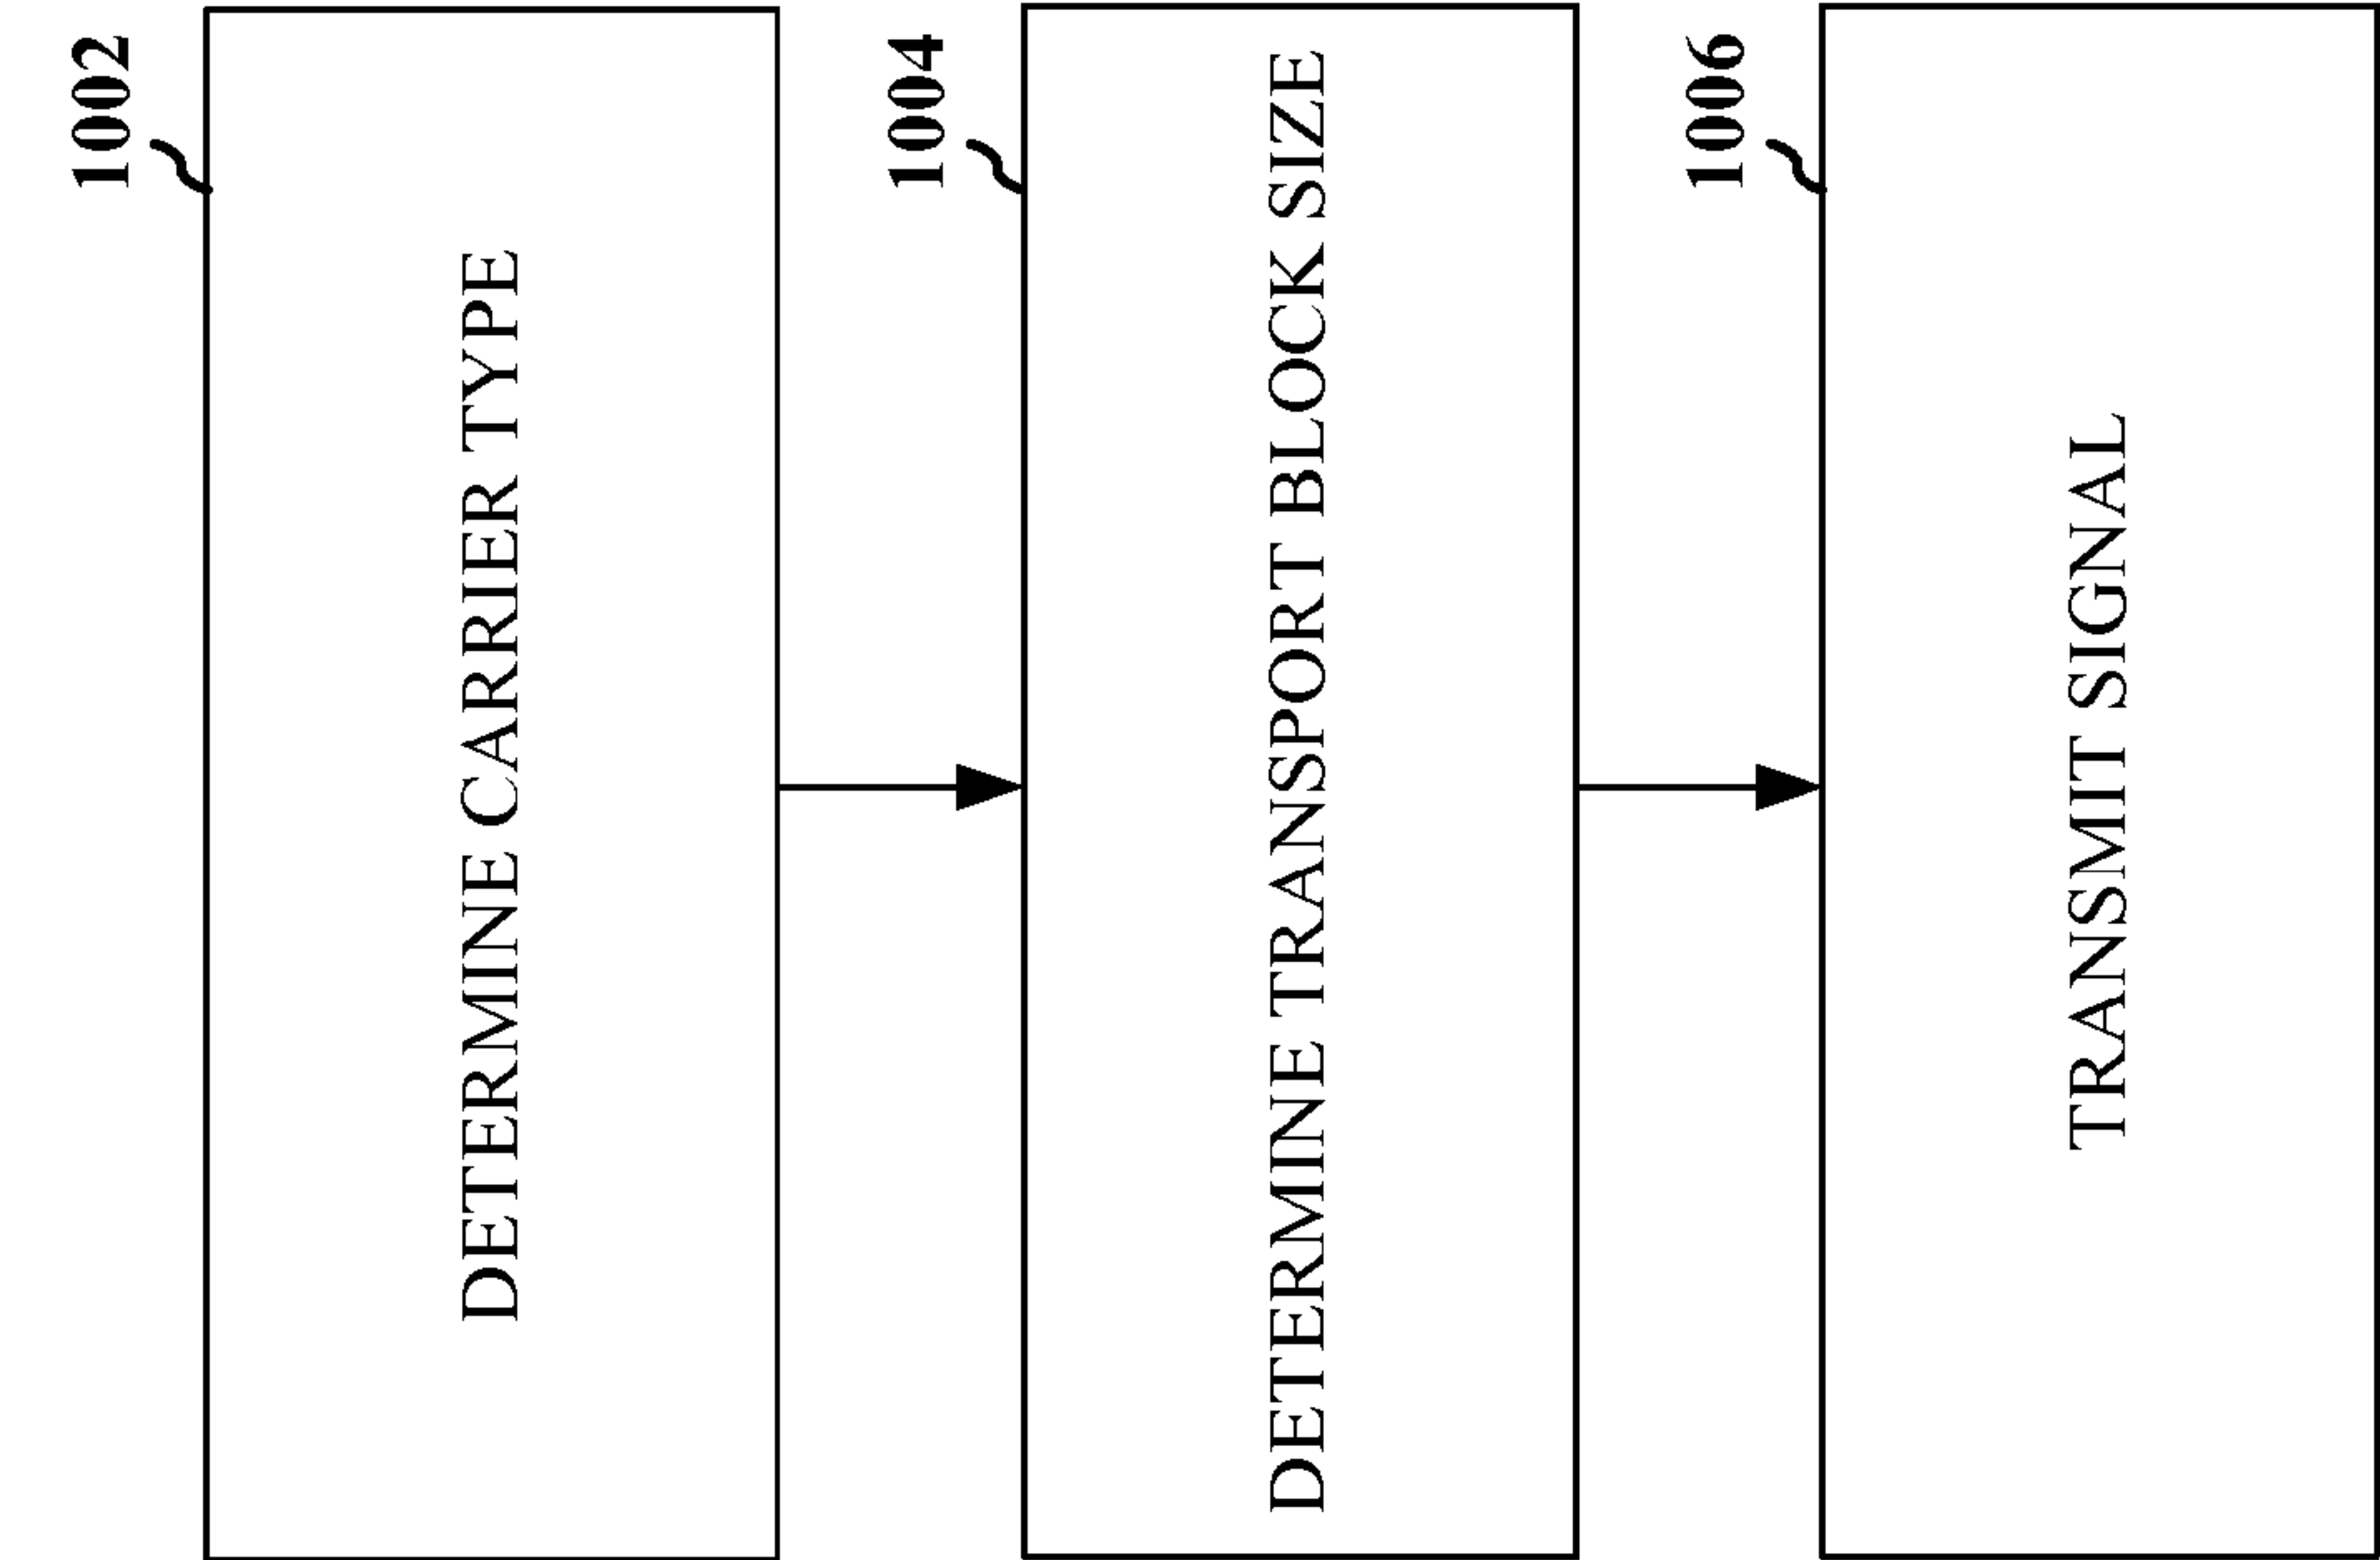 1002
DETERMINE CARRIER TYPE
1004
DETERMINE TRANSPORT BLOCK SIZE
1006
TRANSMIT SIGNAL